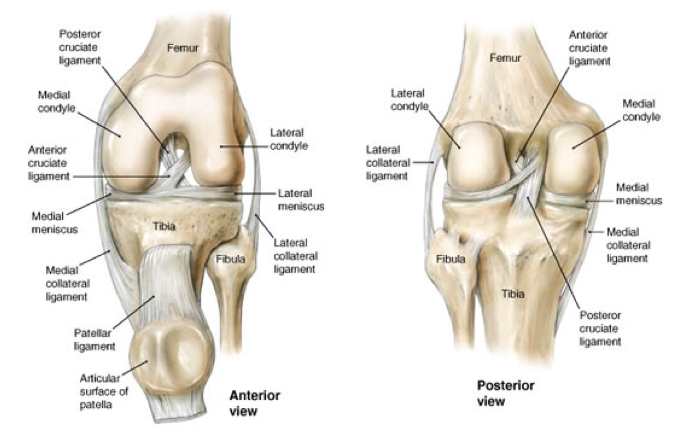 Posterior
cruciate
ligament
Femur
Medial
condyle
Anterior
cruciate
ligament
Lateral
condyle
Medial
meniscus
Lateral
meniscus
Tibia
Medial
collateral
ligament
Fibula
Lateral
collateral
ligament
Patellar
ligament
Articular
surface of
patella
Anterior
view
Anterior
cruciate
ligament
Femur
Lateral
condyle
Medial
condyle
Lateral
collateral
ligament
Medial
meniscus
Medial
collateral
ligament
Fibula
Tibia
Posteror
cruciate
ligament
Posterior
view